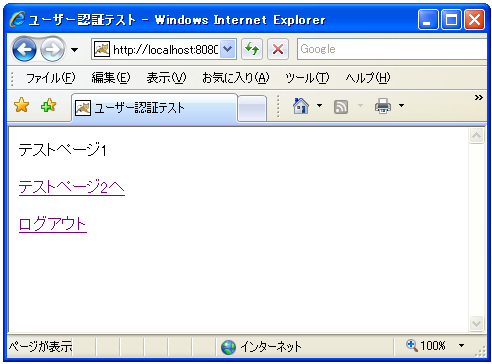 ユーザー認証テスト - Windows Internet Explorer
http://localhost:8080
Google
ファイル(F) 編集(E) 表示(V) お気に入り(A) ツール(T) ヘルプ(H)
ユーザー認証テスト
テストページ1
テストページ2へ
ログアウト
ページが表示 インターネット 100%